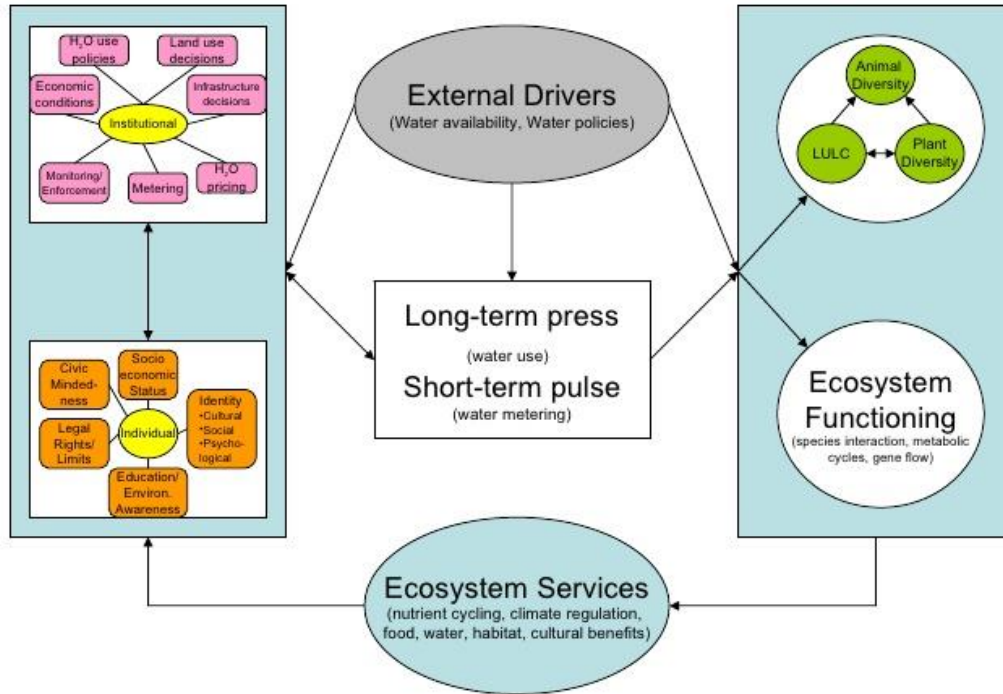 H₂O use
policies
Land use
decisions
Economic
conditions
Infrastructure
decisions
Institutional
Monitoring/
Enforcement
Metering
H₂O
pricing
Civic
Minded-
ness
Socio
economic
Status
Identity
•Cultural
•Social
•Psycho-
logical
Legal
Rights/
Limits
Individual
Education/
Environ.
Awareness
External Drivers
(Water availability, Water policies)
Long-term press
(water use)
Short-term pulse
(water metering)
Ecosystem Services
(nutrient cycling, climate regulation,
food, water, habitat, cultural benefits)
Animal
Diversity
LULC
Plant
Diversity
Ecosystem
Functioning
(species interaction, metabolic
cycles, gene flow)